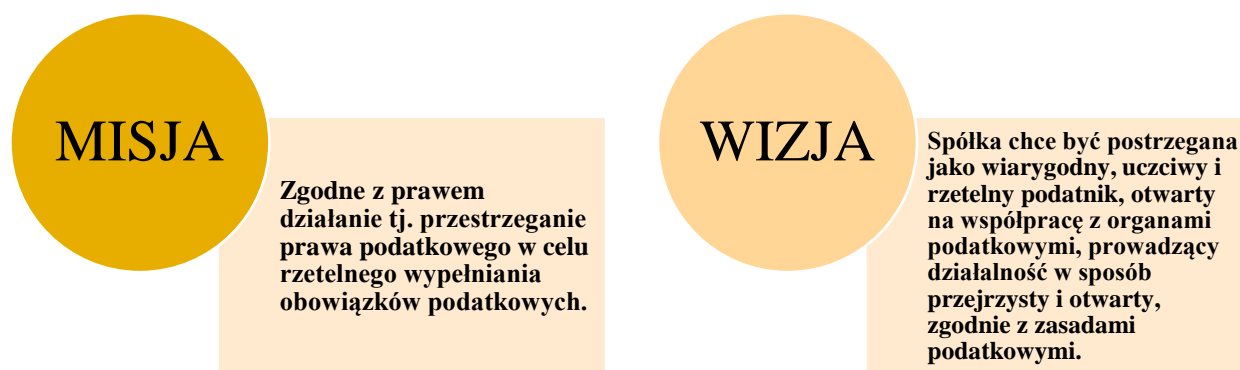 MISJA
Zgodne z prawem
działanie tj. przestrzeganie
prawa podatkowego w celu
rzetelnego wypełniania
obowiązków podatkowych.
WIZJA
Spółka chce być postrzegana
jako wiarygodny, uczciwy i
rzetelny podatnik, otwarty
na współpracę z organami
podatkowymi, prowadzący
działalność w sposób
przejrzysty i otwarty,
zgodnie z zasadami
podatkowymi.